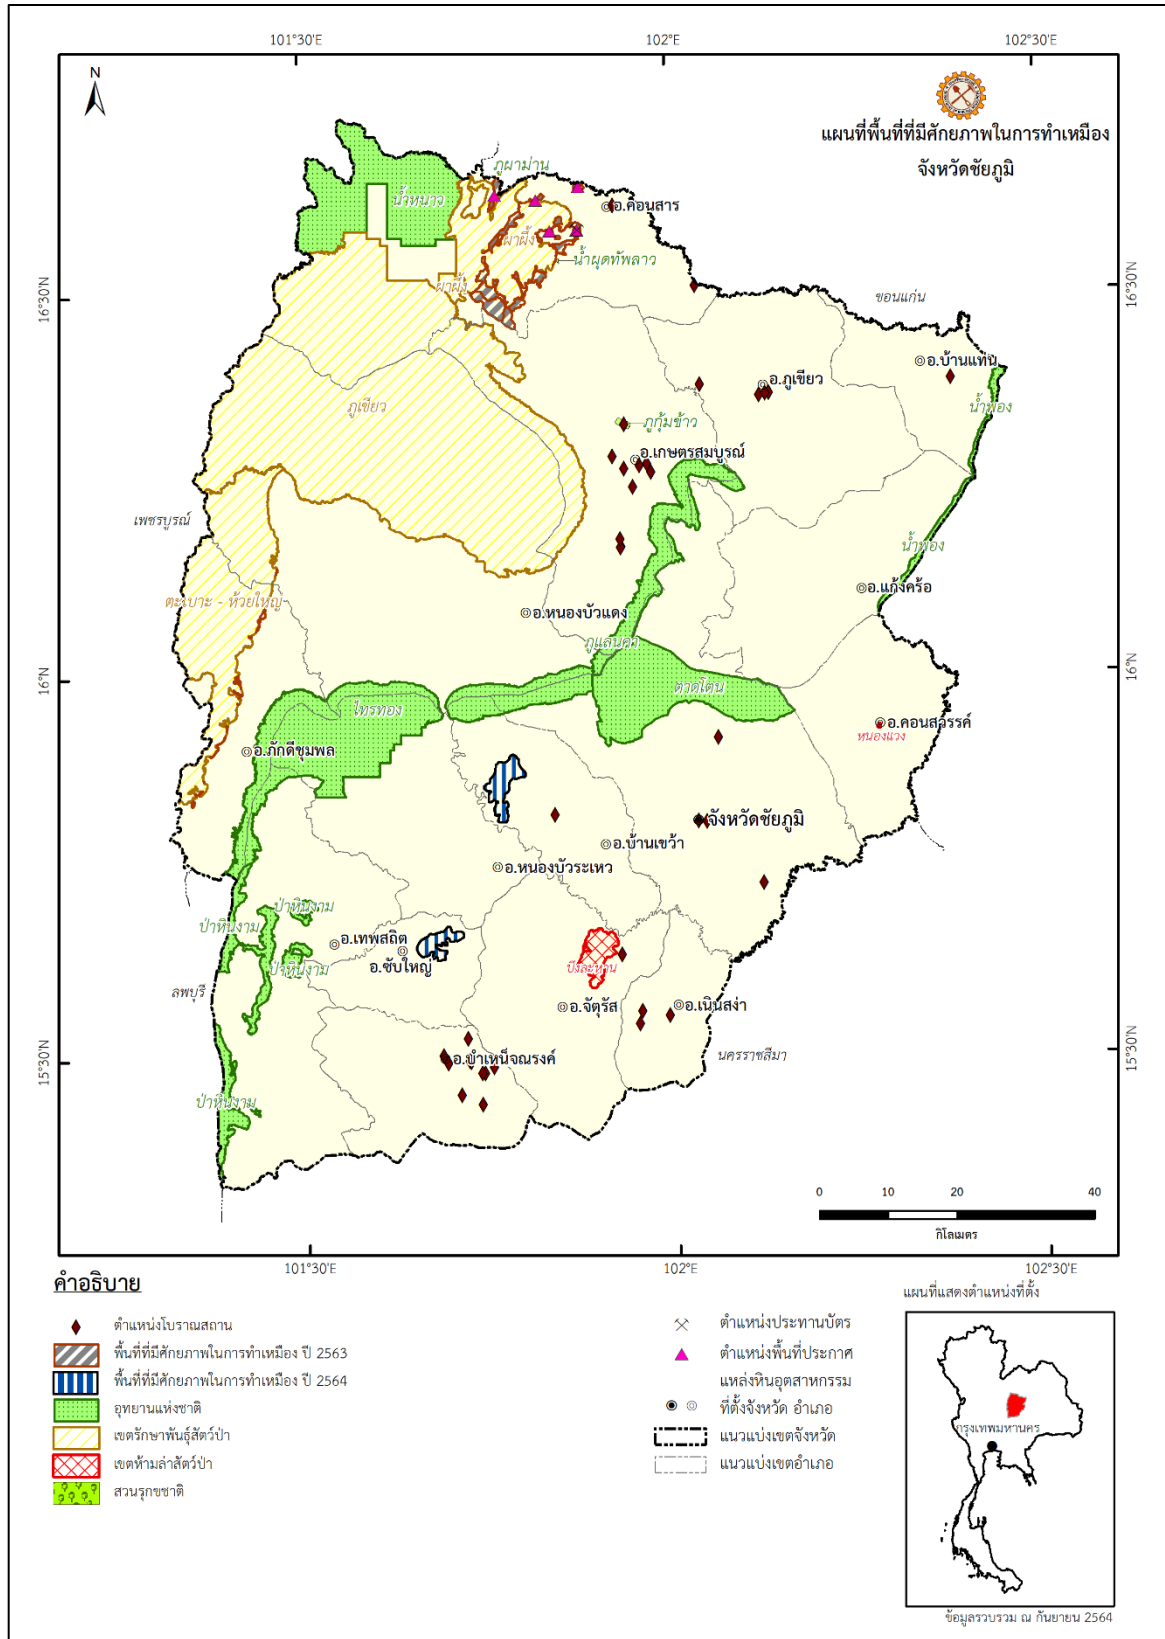 101°30'E 102°E 102°30'E
N
แผนที่พื้นที่ที่มีศักยภาพในการทำเหมือง
จังหวัดชัยภูมิ
ภูผาม่าน
น้ำหนาว
อ.คอนสาร
ผาผึ้ง
น้ำผุดทัพลาว
ผาผึ้ง
16°30'N
16°30'N
ขอนแก่น
อ.บ้านแท่น
อ.ภูเขียว
ภูเขียว
น้ำพอง
ภูกุ้มข้าว
อ.เกษตรสมบูรณ์
เพชรบูรณ์
น้ำพอง
อ.แก้งคร้อ
ตะเบาะ - ห้วยใหญ่
อ.หนองบัวแดง
ภูแลนคา
16°N
16°N
ตาดโตน
ไทรทอง
อ.คอนสวรรค์
หนองแวง
อ.ภักดีชุมพล
จังหวัดชัยภูมิ
อ.บ้านเขว้า
อ.หนองบัวระเหว
ป่าหินงาม
ป่าหินงาม
อ.เทพสถิต
อ.ซับใหญ่
ป่าหินงาม
บึงละหาน
ลพบุรี
อ.จัตุรัส
อ.เนินสง่า
15°30'N
15°30'N
นครราชสีมา
อ.บำเหน็จณรงค์
ป่าหินงาม
0 10 20 40
กิโลเมตร
101°30'E 102°E 102°30'E
คำอธิบาย
ตำแหน่งโบราณสถาน
พื้นที่ที่มีศักยภาพในการทำเหมือง ปี 2563
พื้นที่ที่มีศักยภาพในการทำเหมือง ปี 2564
อุทยานแห่งชาติ
เขตรักษาพันธุ์สัตว์ป่า
เขตห้ามล่าสัตว์ป่า
สวนรุกขชาติ
ตำแหน่งประทานบัตร
ตำแหน่งพื้นที่ประกาศ
แหล่งหินอุตสาหกรรม
ที่ตั้งจังหวัด อำเภอ
แนวแบ่งเขตจังหวัด
แนวแบ่งเขตอำเภอ
แผนที่แสดงตำแหน่งที่ตั้ง
กรุงเทพมหานคร
ข้อมูลรวบรวม ณ กันยายน 2564